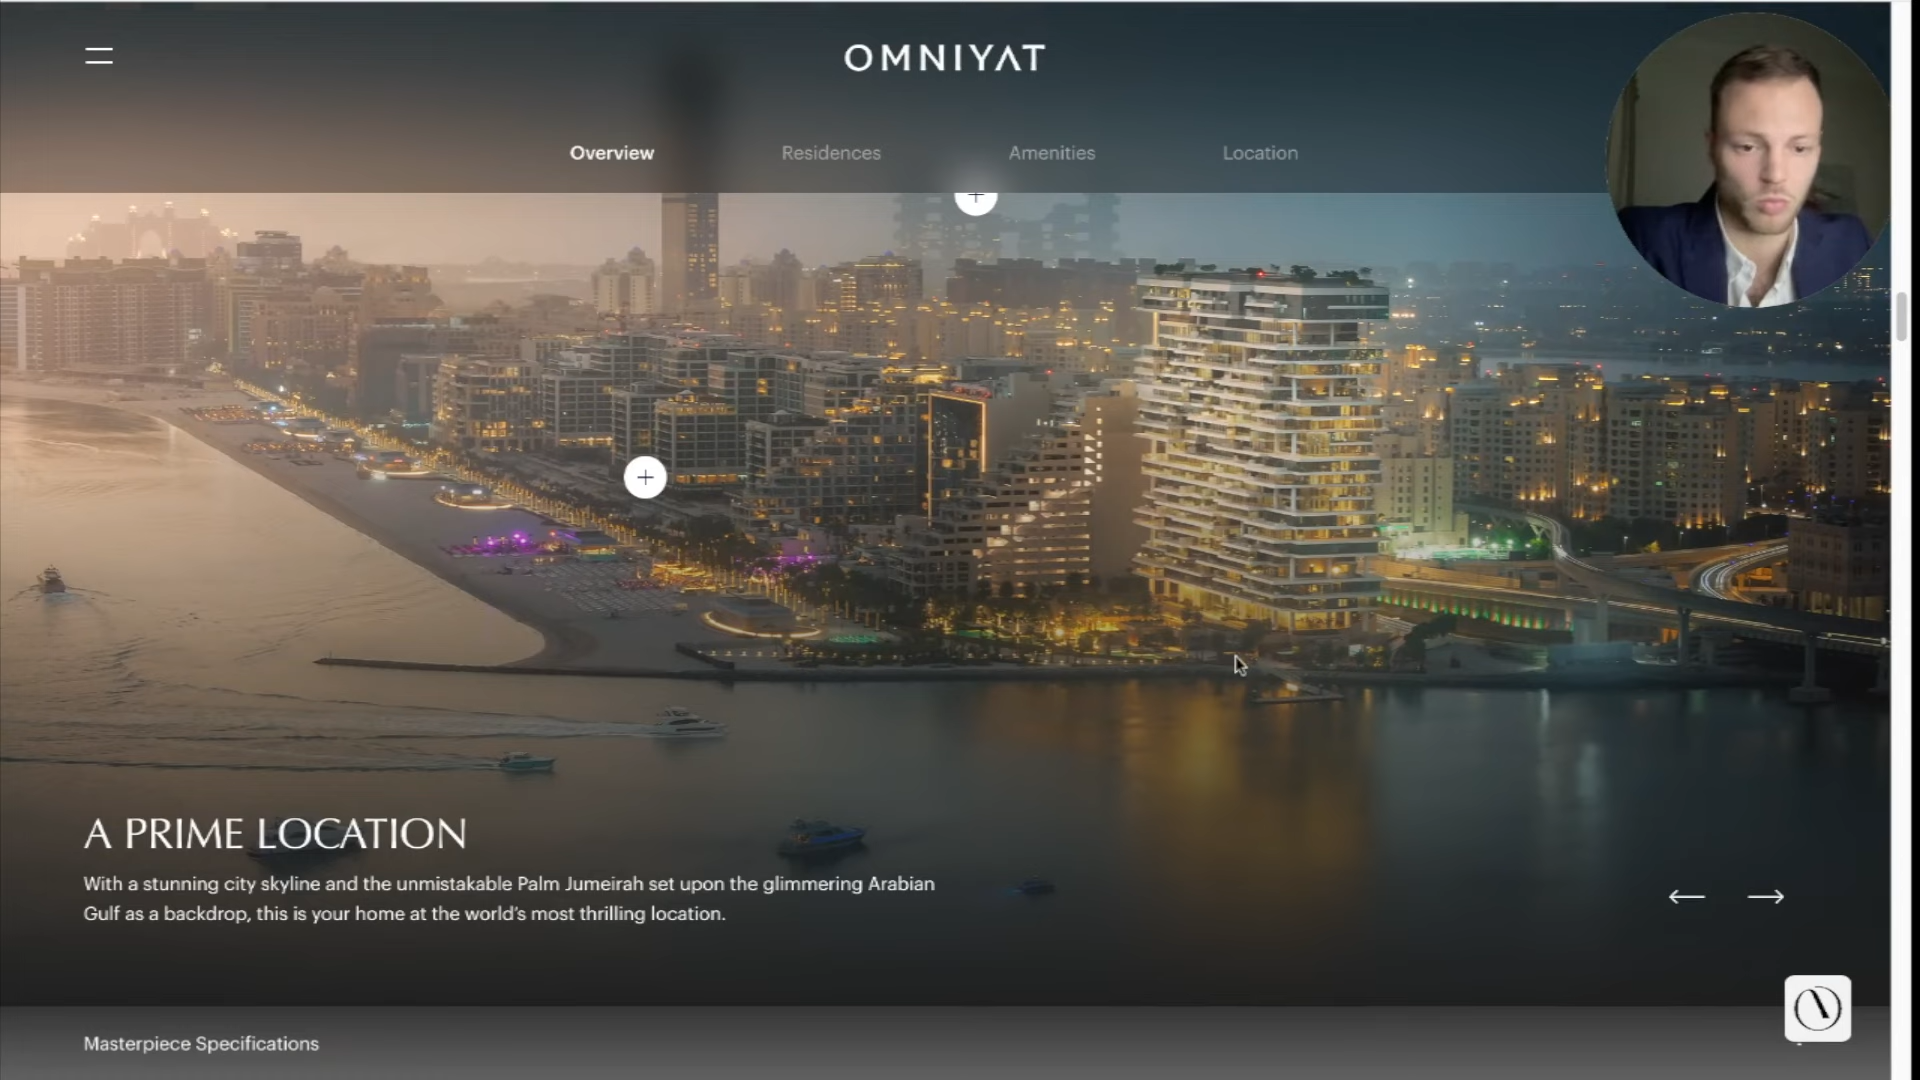 OMNIYAT
Overview
Residences
Amenities
Location
A PRIME LOCATION
With a stunning city skyline and the unmistakable Palm Jumeirah set upon the glimmering Arabian
Gulf as a backdrop, this is your home at the world's most thrilling location.
Masterpiece Specifications